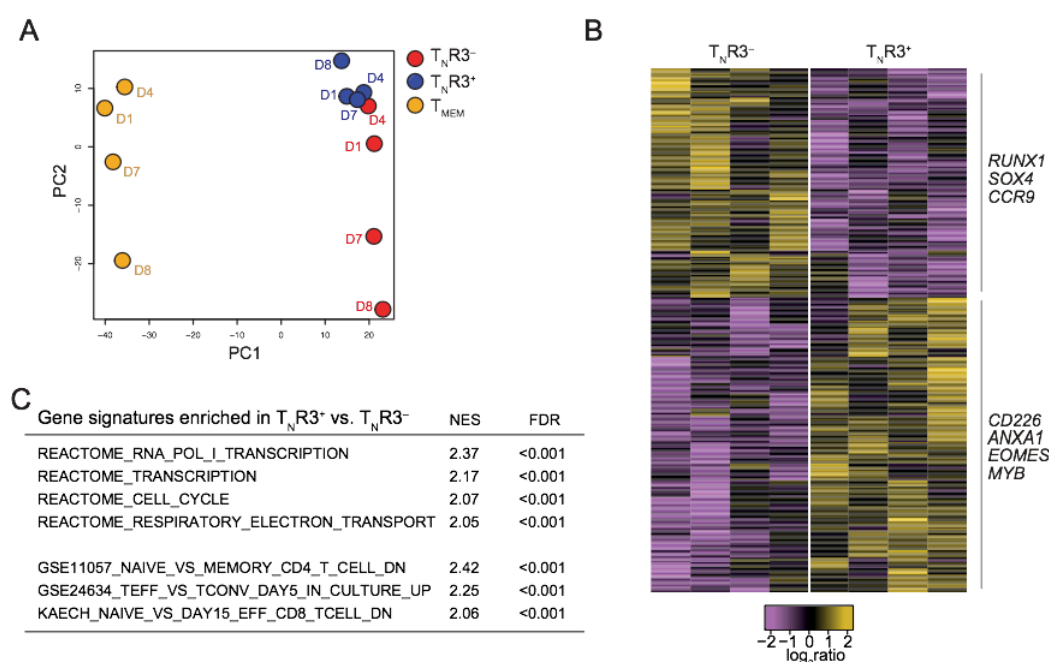 A
D8
D4
D1
D7
D4
D1
D7
D8
D4
D1
D7
D8
10
0
−10
−20
−40
−30
−20
−10
0
10
20
PC2
PC1
TNR3−
TNR3+
TMEM
B
TNR3−
TNR3+
RUNX1
SOX4
CCR9
CD226
ANXA1
EOMES
MYB
−2 −1 0 1 2
log2ratio
C
Gene signatures enriched in TNR3+ vs. TNR3− NES FDR
REACTOME_RNA_POL_I_TRANSCRIPTION 2.37 <0.001
REACTOME_TRANSCRIPTION 2.17 <0.001
REACTOME_CELL_CYCLE 2.07 <0.001
REACTOME_RESPIRATORY_ELECTRON_TRANSPORT 2.05 <0.001
GSE11057_NAIVE_VS_MEMORY_CD4_T_CELL_DN 2.42 <0.001
GSE24634_TEFF_VS_TCONV_DAY5_IN_CULTURE_UP 2.25 <0.001
KAECH_NAIVE_VS_DAY15_EFF_CD8_TCELL_DN 2.06 <0.001